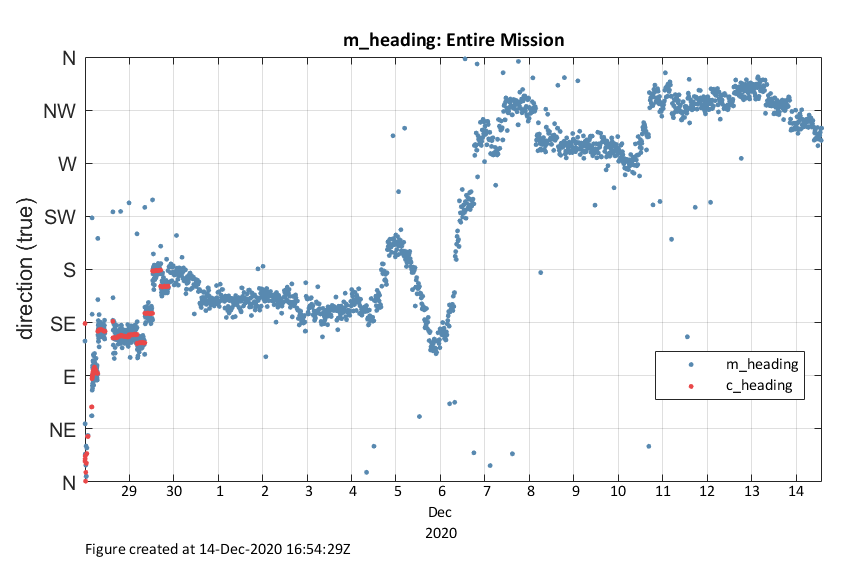 m_heading: Entire Mission
direction (true)
N
NW
W
SW
S
SE
E
NE
N
m_heading
c_heading
29 30 1 2 3 4 5 6 7 8 9 10 11 12 13 14
Dec
2020
Figure created at 14-Dec-2020 16:54:29Z